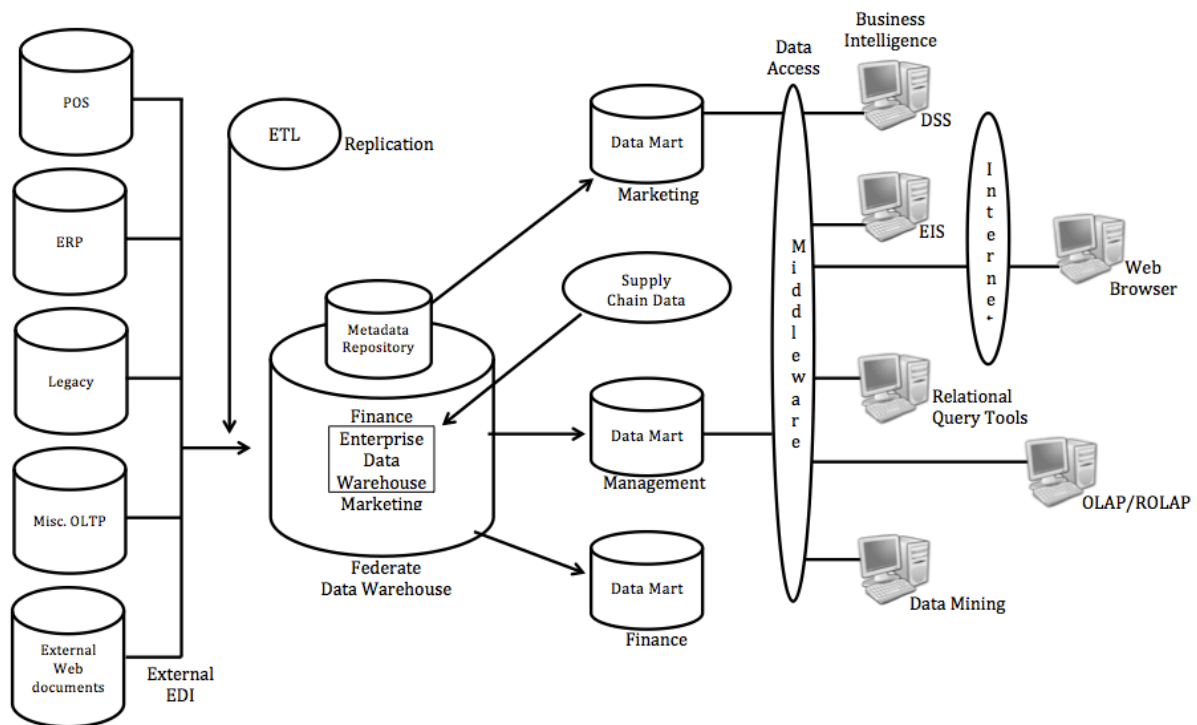 POS
ERP
Legacy
Misc. OLTP
External
Web
documents
External
EDI
ETL
Replication
Metadata
Repository
Finance
Enterprise
Data
Warehouse
Marketing
Federate
Data Warehouse
Data Mart
Marketing
Supply
Chain Data
Data Mart
Management
Data Mart
Finance
Data
Access
Middleware
Business
Intelligence
DSS
EIS
Interne
Web
Browser
Relational
Query Tools
OLAP/ROLAP
Data Mining